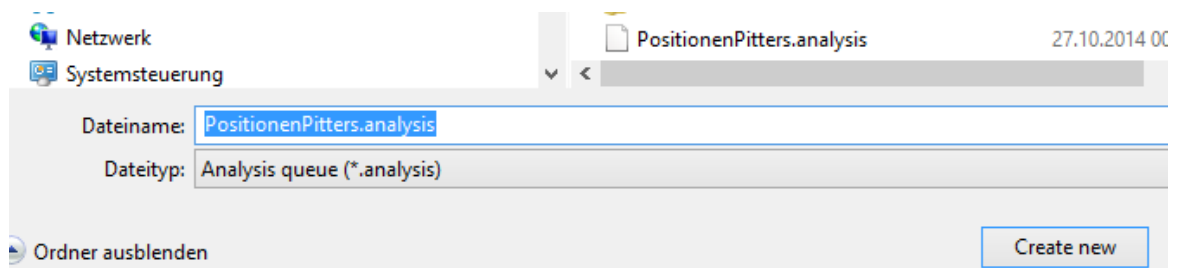 Netzwerk
PositionenPitters.analysis 27.10.2014 00
Systemsteuerung
Dateiname: PositionenPitters.analysis
Dateityp: Analysis queue (*.analysis)
Ordner ausblenden
Create new